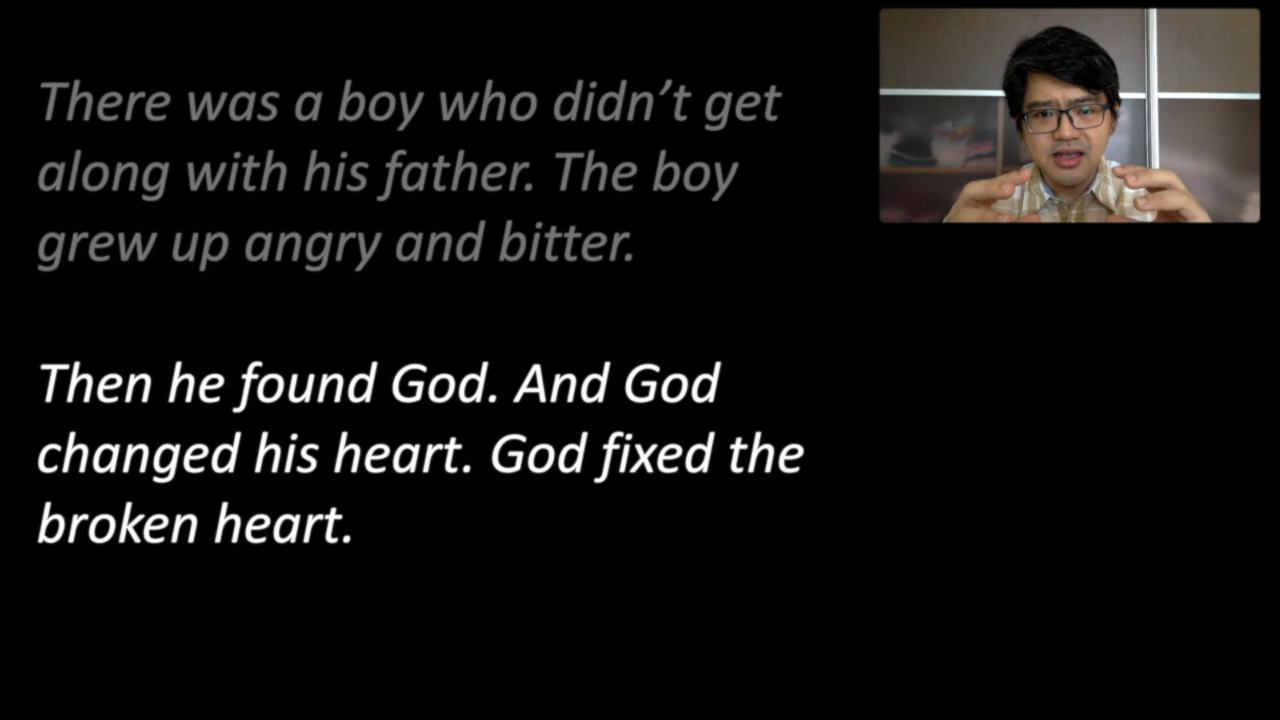 There was a boy who didn’t get
along with his father. The boy
grew up angry and bitter.
Then he found God. And God
changed his heart. God fixed the
broken heart.